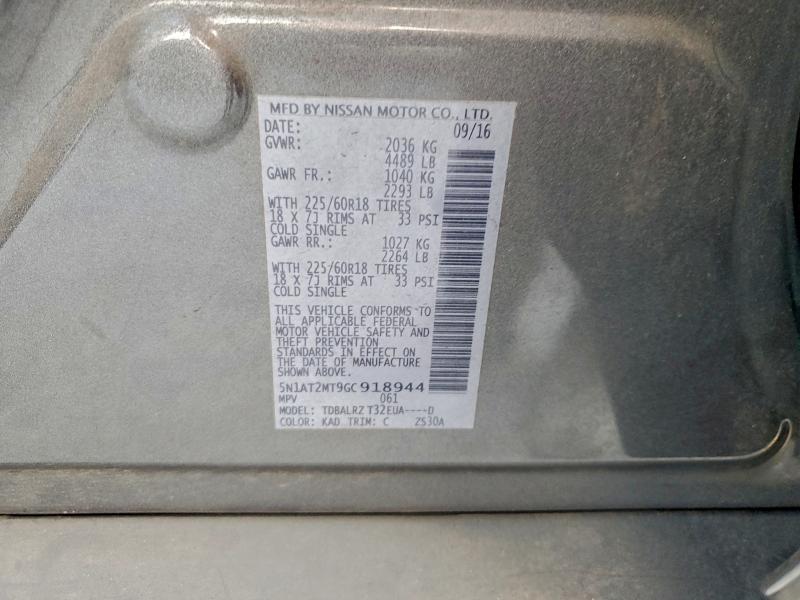 MFD BY NISSAN MOTOR CO., LTD.
DATE: 09/16
GVWR: 2036 KG
4489 LB
GAWR FR.: 1040 KG
2293 LB
WITH 225/60R18 TIRES
18 X 7J RIMS AT 33 PSI
COLD SINGLE
GAWR RR.: 1027 KG
2264 LB
WITH 225/60R18 TIRES
18 X 7J RIMS AT 33 PSI
COLD SINGLE
THIS VEHICLE CONFORMS TO
ALL APPLICABLE FEDERAL
MOTOR VEHICLE SAFETY AND
THEFT PREVENTION
STANDARDS IN EFFECT ON
THE DATE OF MANUFACTURE
SHOWN ABOVE.
5N1AT2MT9GC918944
MPV 061
MODEL: TDBALRZ T32EUA----D
COLOR: KAD TRIM: C ZS30A